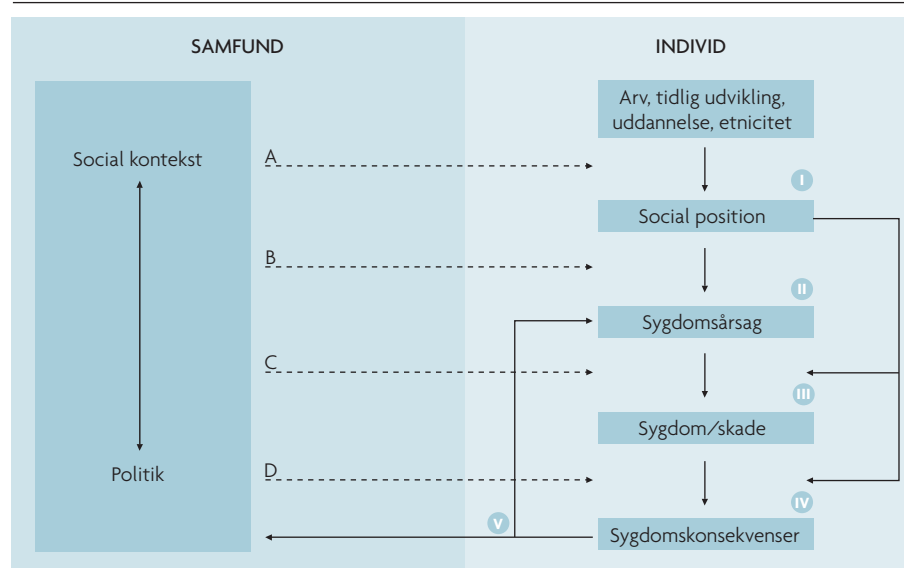 SAMFUND
INDIVID
Arv, tidlig udvikling,
uddannelse, etnicitet
Social kontekst
A
I
Social position
B
II
Sygdomsårsag
C
III
Sygdom/skade
Politik
D
IV
V
Sygdomskonsekvenser